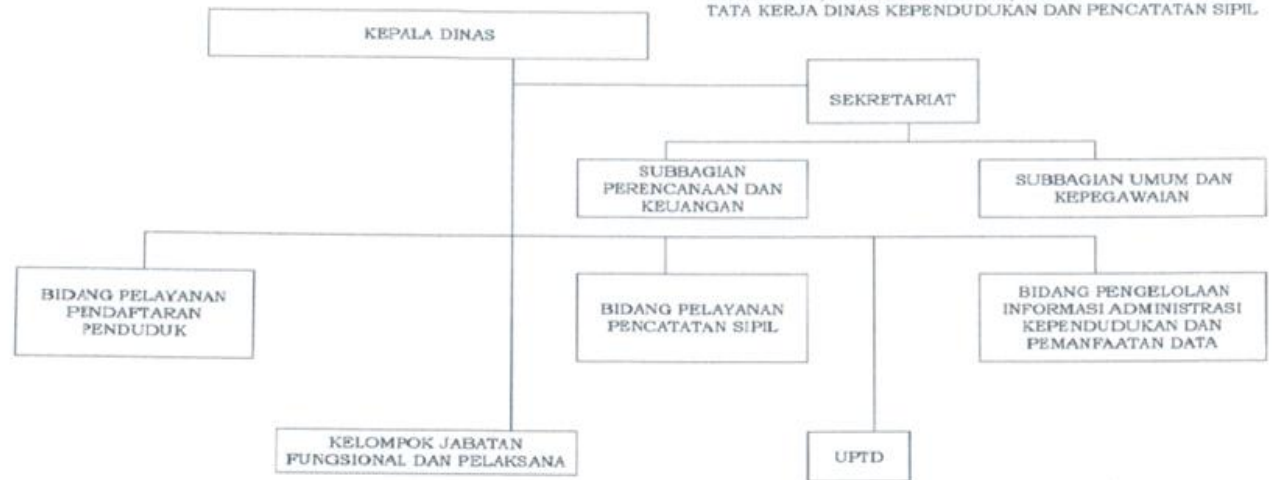 TATA KERJA DINAS KEPENDUDUKAN DAN PENCATATAN SIPIL
KEPALA DINAS
SEKRETARIAT
SUBBAGIAN
PERENCANAAN DAN
KEUANGAN
SUBBAGIAN UMUM DAN
KEPEGAWAIAN
BIDANG PELAYANAN
PENDAFTARAN
PENDUDUK
BIDANG PELAYANAN
PENCATATAN SIPIL
BIDANG PENGELOLAAN
INFORMASI ADMINISTRASI
KEPENDUDUKAN DAN
PEMANFAATAN DATA
KELOMPOK JABATAN
FUNGSIONAL DAN PELAKSANA
UPTD